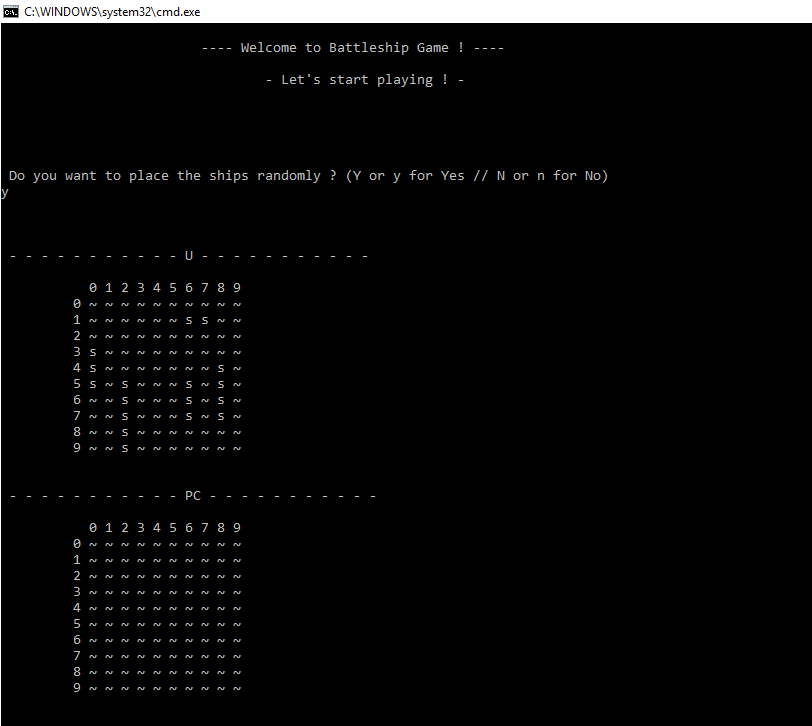 C:\WINDOWS\system32\cmd.exe
---- Welcome to Battleship Game ! ----
- Let's start playing ! -
Do you want to place the ships randomly ? (Y or y for Yes // N or n for No)
y
- - - - - - - - - - - U - - - - - - - - - - -
0 1 2 3 4 5 6 7 8 9
0 ~ ~ ~ ~ ~ ~ ~ ~ ~ ~
1 ~ ~ ~ ~ ~ ~ s s ~ ~
2 ~ ~ ~ ~ ~ ~ ~ ~ ~ ~
3 s ~ ~ ~ ~ ~ ~ ~ ~ ~
4 s ~ ~ ~ ~ ~ ~ ~ s ~
5 s ~ s ~ ~ ~ s ~ s ~
6 ~ ~ s ~ ~ ~ s ~ s ~
7 ~ ~ s ~ ~ ~ s ~ s ~
8 ~ ~ s ~ ~ ~ ~ ~ ~ ~
9 ~ ~ s ~ ~ ~ ~ ~ ~ ~
- - - - - - - - - - - PC - - - - - - - - - - -
0 1 2 3 4 5 6 7 8 9
0 ~ ~ ~ ~ ~ ~ ~ ~ ~ ~
1 ~ ~ ~ ~ ~ ~ ~ ~ ~ ~
2 ~ ~ ~ ~ ~ ~ ~ ~ ~ ~
3 ~ ~ ~ ~ ~ ~ ~ ~ ~ ~
4 ~ ~ ~ ~ ~ ~ ~ ~ ~ ~
5 ~ ~ ~ ~ ~ ~ ~ ~ ~ ~
6 ~ ~ ~ ~ ~ ~ ~ ~ ~ ~
7 ~ ~ ~ ~ ~ ~ ~ ~ ~ ~
8 ~ ~ ~ ~ ~ ~ ~ ~ ~ ~
9 ~ ~ ~ ~ ~ ~ ~ ~ ~ ~